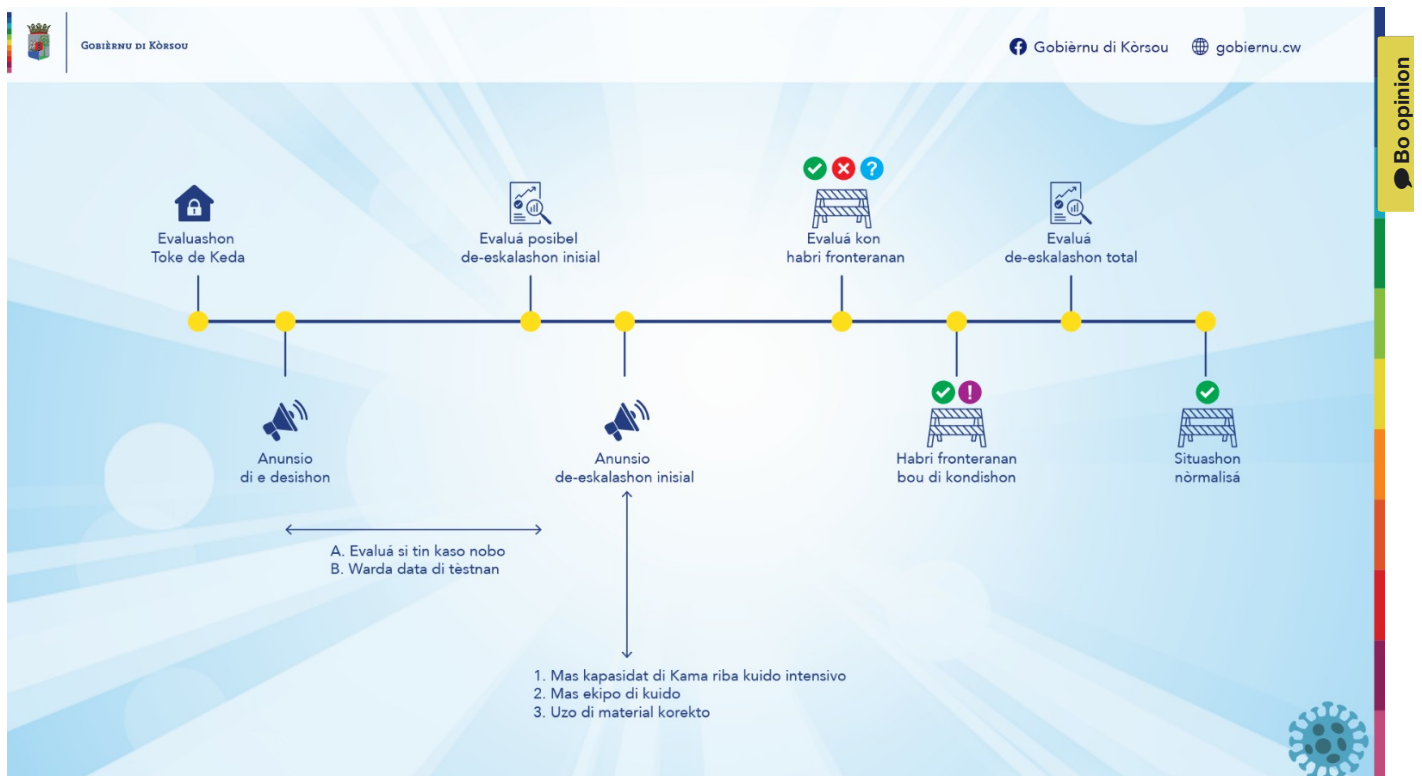 GOBIÈRNU DI KÒRSOU
Gobièrnu di Kòrsou
gobiernu.cw
Bo opinion
Evaluashon
Toke de Keda
Evaluá posibel
de-eskalashon inisial
Evaluá kon
habri fronteranan
Evaluá
de-eskalashon total
Anunsio
di e desishon
Anunsio
de-eskalashon inisial
Habri fronteranan
bou di kondishon
Situashon
nòrmalisá
A. Evaluá si tin kaso nobo
B. Warda data di tèstnan
1. Mas kapasidat di Kama riba kuido intensivo
2. Mas ekipo di kuido
3. Uzo di material korekto